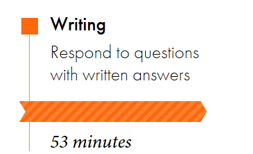 Writing
Respond to questions
with written answers
53 minutes